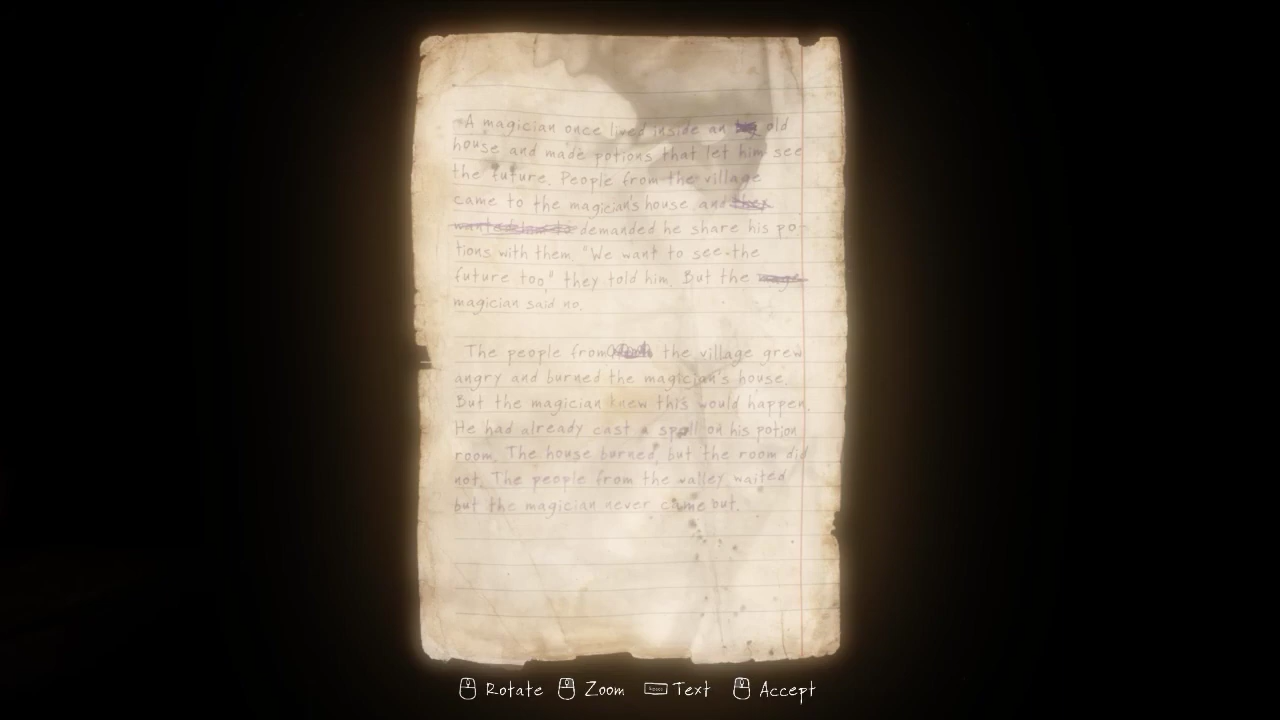 A magician once lived inside an old
house and made potions that let him see
the future. People from the village
came to the magician's house and they
wanted him to demanded he share his po-
tions with them. "We want to see the
future too," they told him. But the mage
magician said no.
The people from the village grew
angry and burned the magician's house.
But the magician knew this would happen.
He had already cast a spell on his potion
room. The house burned, but the room did
not. The people from the valley waited
but the magician never came out.
Rotate Zoom Text Accept